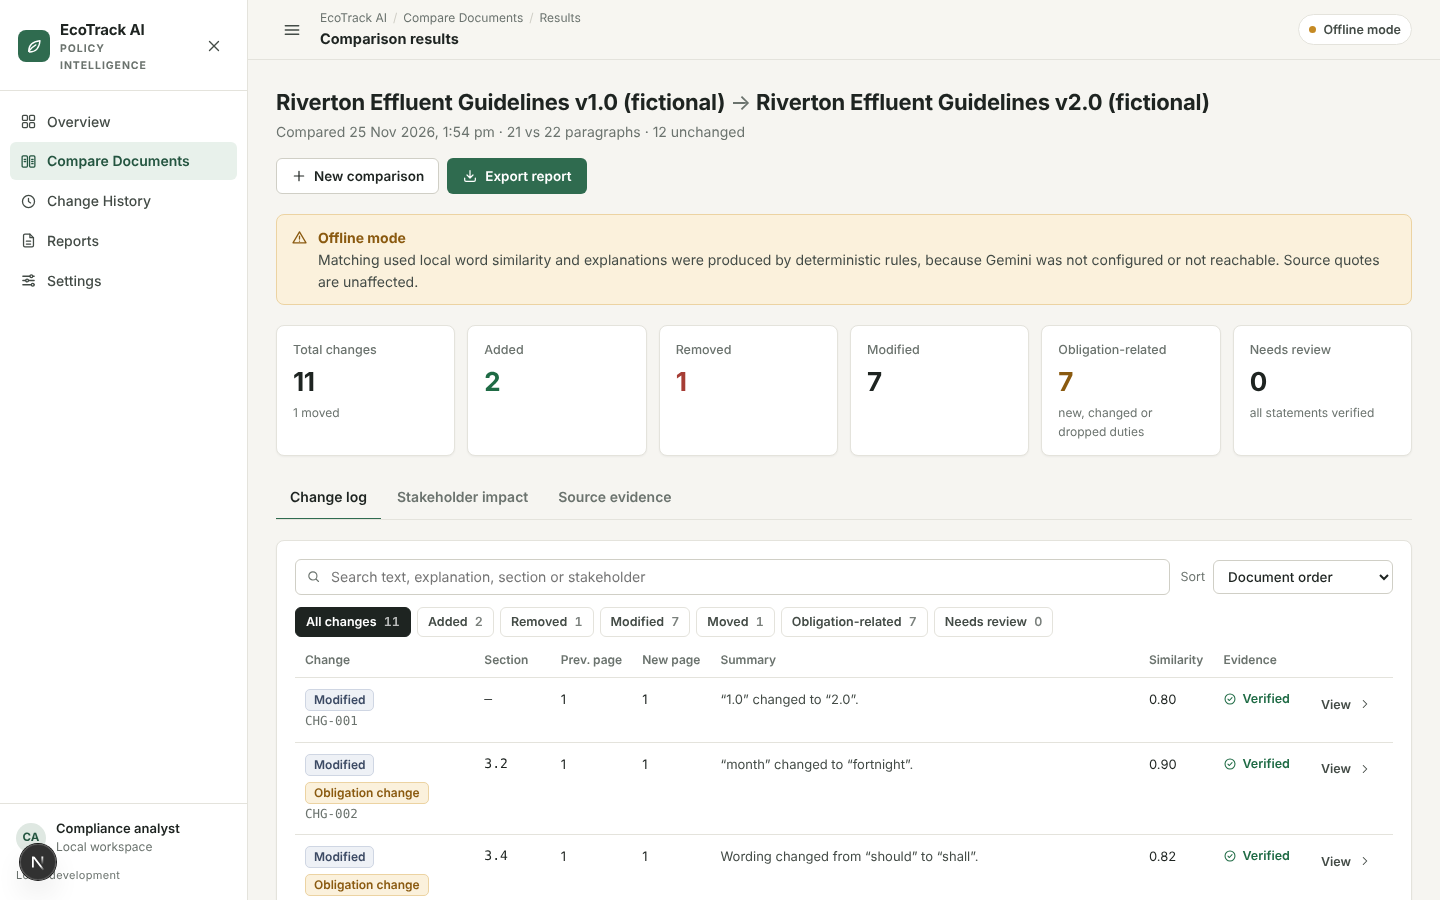 EcoTrack AI
POLICY
INTELLIGENCE
Overview
Compare Documents
Change History
Reports
Settings
CA
Compliance analyst
Local workspace
N
development
EcoTrack AI / Compare Documents / Results
Comparison results
Offline mode
Riverton Effluent Guidelines v1.0 (fictional) → Riverton Effluent Guidelines v2.0 (fictional)
Compared 25 Nov 2026, 1:54 pm · 21 vs 22 paragraphs · 12 unchanged
New comparison
Export report
Offline mode
Matching used local word similarity and explanations were produced by deterministic rules, because Gemini was not configured or not reachable. Source quotes
are unaffected.
Total changes
11
1 moved
Added
2
Removed
1
Modified
7
Obligation-related
7
new, changed or
dropped duties
Needs review
0
all statements verified
Change log
Stakeholder impact
Source evidence
Search text, explanation, section or stakeholder
Sort
Document order
All changes 11
Added 2
Removed 1
Modified 7
Moved 1
Obligation-related 7
Needs review 0
Change Section Prev. page New page Summary Similarity Evidence
Modified – 1 1 “1.0” changed to “2.0”. 0.80 Verified View
CHG-001
Modified 3.2 1 1 “month” changed to “fortnight”. 0.90 Verified View
Obligation change
CHG-002
Modified 3.4 1 1 Wording changed from “should” to “shall”. 0.82 Verified View
Obligation change